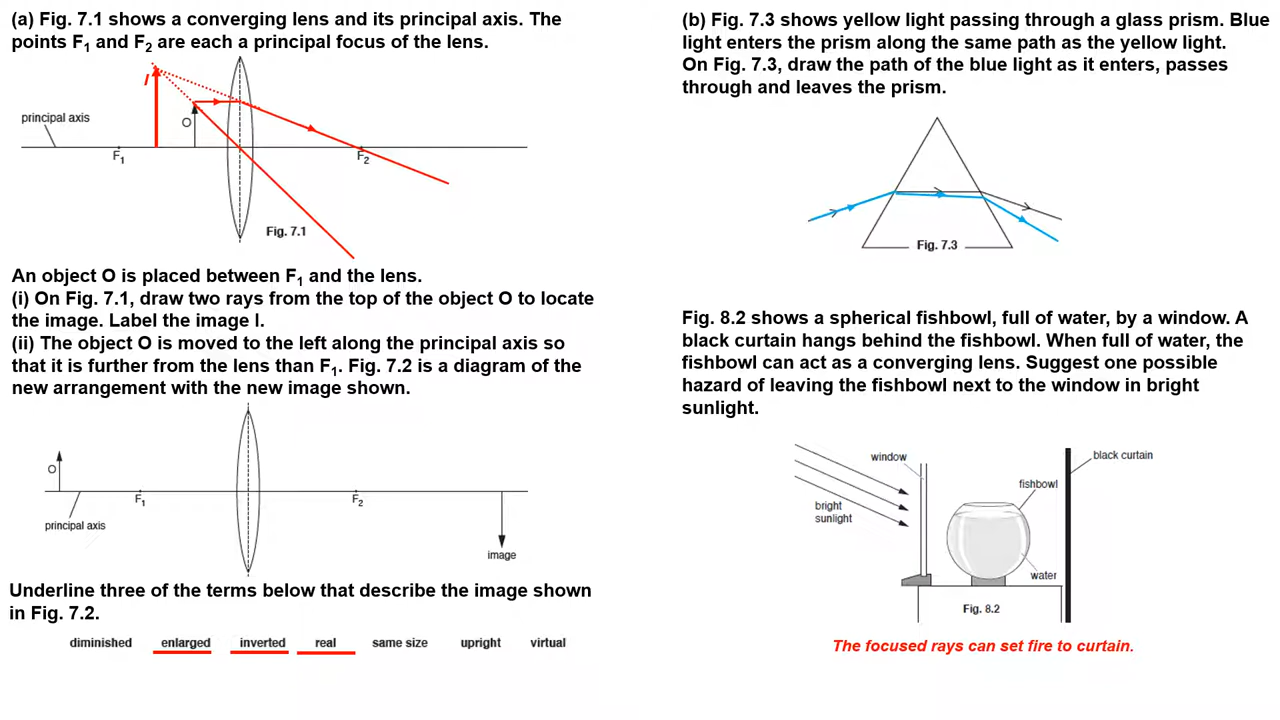 (a) Fig. 7.1 shows a converging lens and its principal axis. The
points F₁ and F₂ are each a principal focus of the lens.
I
O
principal axis
F₁
F₂
Fig. 7.1
An object O is placed between F₁ and the lens.
(i) On Fig. 7.1, draw two rays from the top of the object O to locate
the image. Label the image I.
(ii) The object O is moved to the left along the principal axis so
that it is further from the lens than F₁. Fig. 7.2 is a diagram of the
new arrangement with the new image shown.
O
F₁
F₂
principal axis
image
Underline three of the terms below that describe the image shown
in Fig. 7.2.
diminished enlarged inverted real same size upright virtual
(b) Fig. 7.3 shows yellow light passing through a glass prism. Blue
light enters the prism along the same path as the yellow light.
On Fig. 7.3, draw the path of the blue light as it enters, passes
through and leaves the prism.
Fig. 7.3
Fig. 8.2 shows a spherical fishbowl, full of water, by a window. A
black curtain hangs behind the fishbowl. When full of water, the
fishbowl can act as a converging lens. Suggest one possible
hazard of leaving the fishbowl next to the window in bright
sunlight.
window
black curtain
fishbowl
bright
sunlight
water
Fig. 8.2
The focused rays can set fire to curtain.